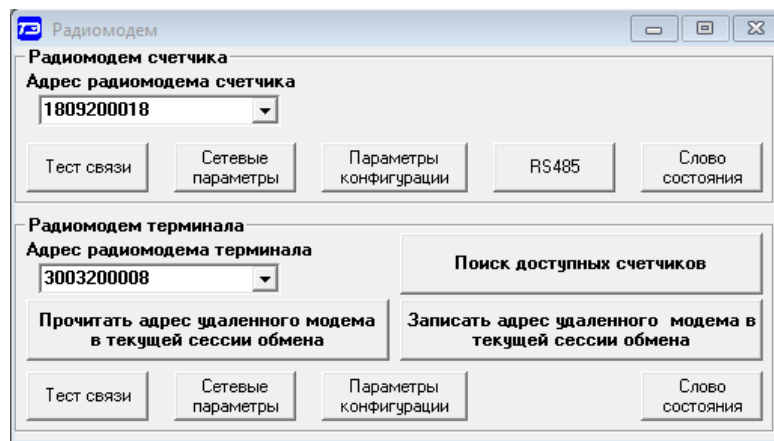 ТЭ Радиомодем
Радиомодем счетчика
Адрес радиомодема счетчика
1809200018
Тест связи
Сетевые
параметры
Параметры
конфигурации
RS485
Слово
состояния
Радиомодем терминала
Адрес радиомодема терминала
3003200008
Поиск доступных счетчиков
Прочитать адрес удаленного модема
в текущей сессии обмена
Записать адрес удаленного модема в
текущей сессии обмена
Тест связи
Сетевые
параметры
Параметры
конфигурации
Слово
состояния